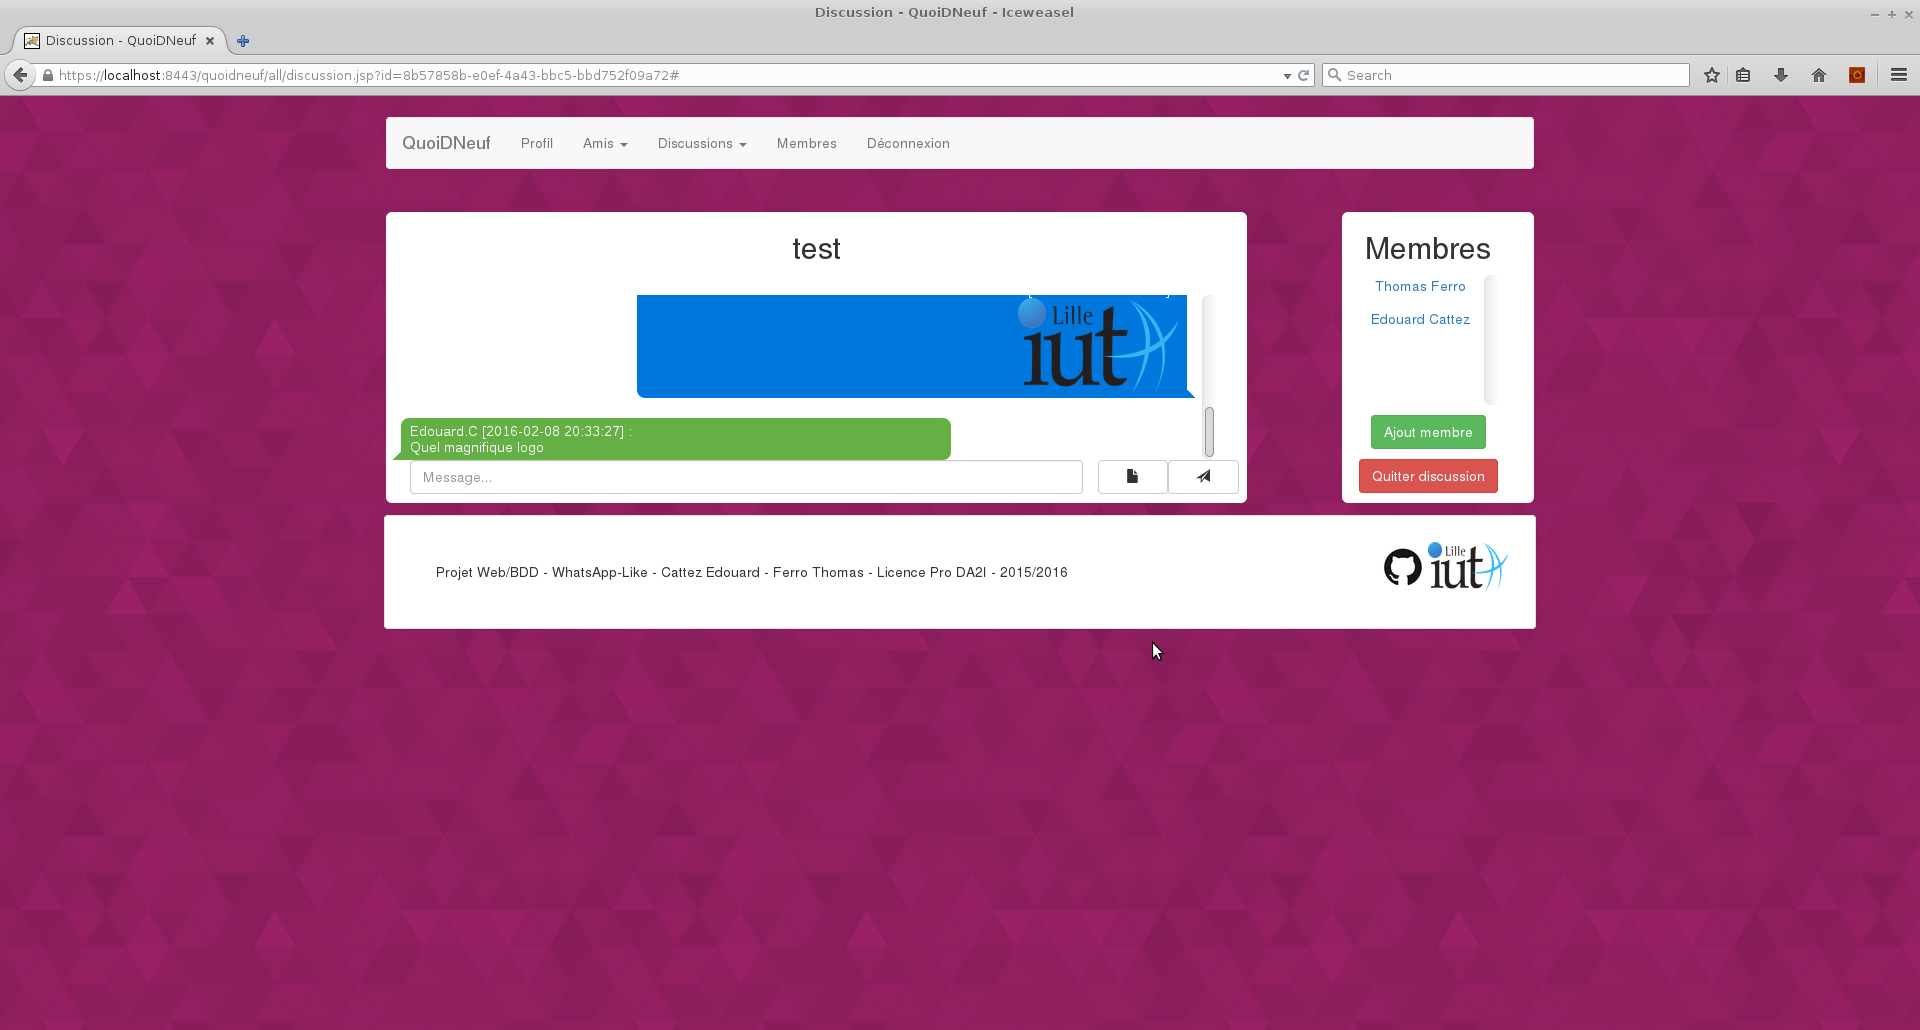 Discussion - QuoiDNeuf - Iceweasel
Discussion - QuoiDNeuf
https://localhost:8443/quoidneuf/all/discussion.jsp?id=8b57858b-e0ef-4a43-bbc5-bbd752f09a72#
Search
QuoiDNeuf Profil Amis Discussions Membres Déconnexion
test
Lille
iut
Edouard.C [2016-02-08 20:33:27] :
Quel magnifique logo
Message...
Membres
Thomas Ferro
Edouard Cattez
Ajout membre
Quitter discussion
Projet Web/BDD - WhatsApp-Like - Cattez Edouard - Ferro Thomas - Licence Pro DA2I - 2015/2016
Lille
iut